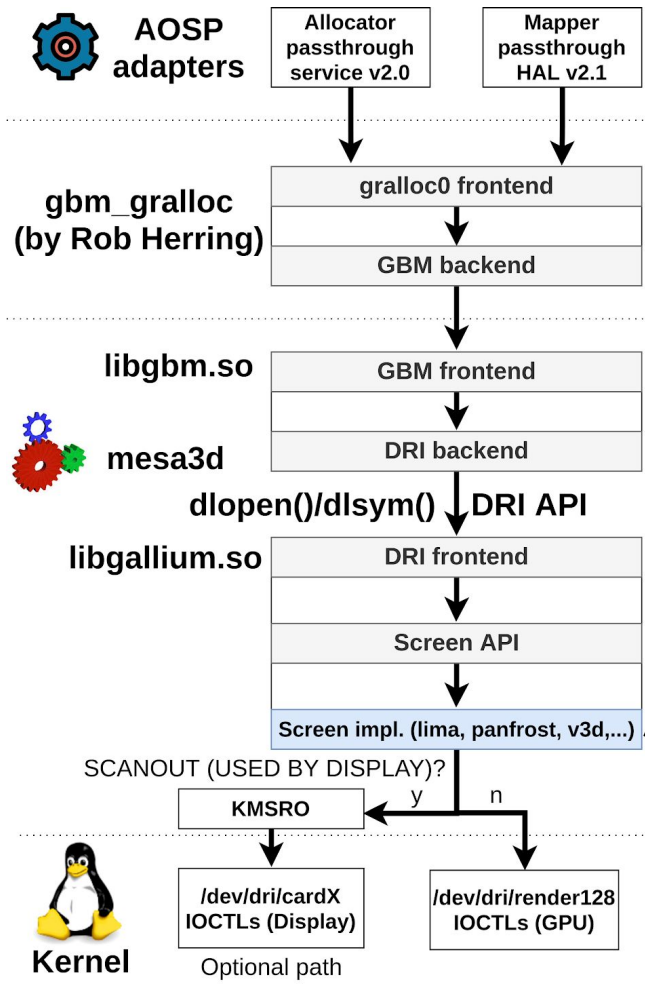 AOSP
adapters
Allocator
passthrough
service v2.0
Mapper
passthrough
HAL v2.1
gbm_gralloc
(by Rob Herring)
gralloc0 frontend
GBM backend
libgbm.so
GBM frontend
mesa3d
DRI backend
dlopen()/dlsym()
DRI API
libgallium.so
DRI frontend
Screen API
Screen impl. (lima, panfrost, v3d,...)
SCANOUT (USED BY DISPLAY)?
y
n
KMSRO
/dev/dri/cardX
IOCTLs (Display)
/dev/dri/render128
IOCTLs (GPU)
Kernel
Optional path